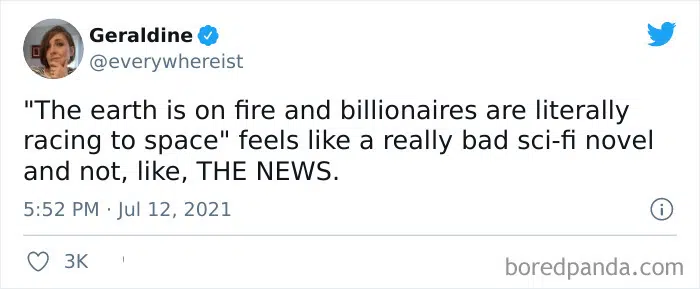 Geraldine
@everywhereist
"The earth is on fire and billionaires are literally
racing to space" feels like a really bad sci-fi novel
and not, like, THE NEWS.
5:52 PM · Jul 12, 2021
3K
boredpanda.com